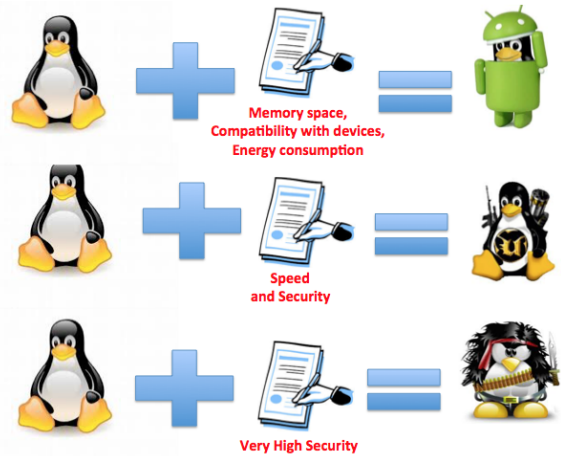 Memory space,
Compatibility with devices,
Energy consumption
Speed
and Security
Very High Security